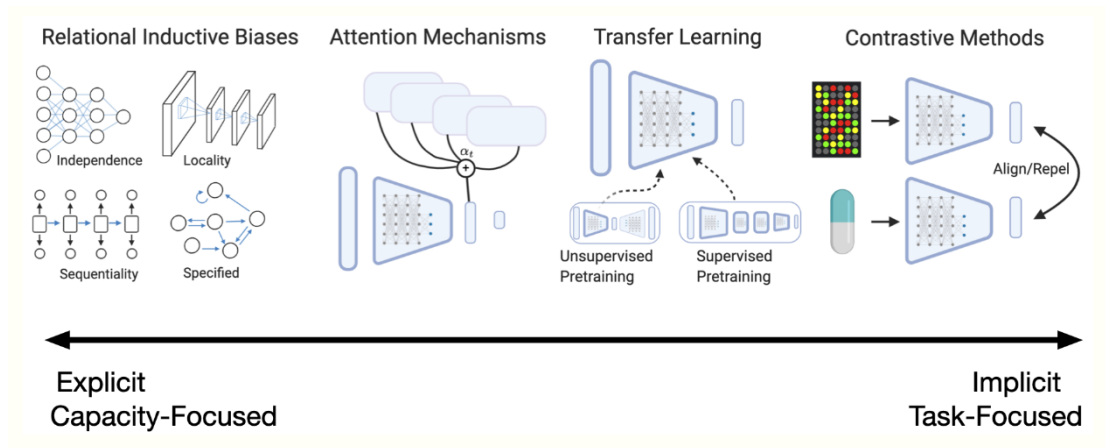 Relational Inductive Biases
Attention Mechanisms
Transfer Learning
Contrastive Methods
Independence
Locality
Sequentiality
Specified
αt
+
Unsupervised
Pretraining
Supervised
Pretraining
Align/Repel
Explicit
Capacity-Focused
Implicit
Task-Focused